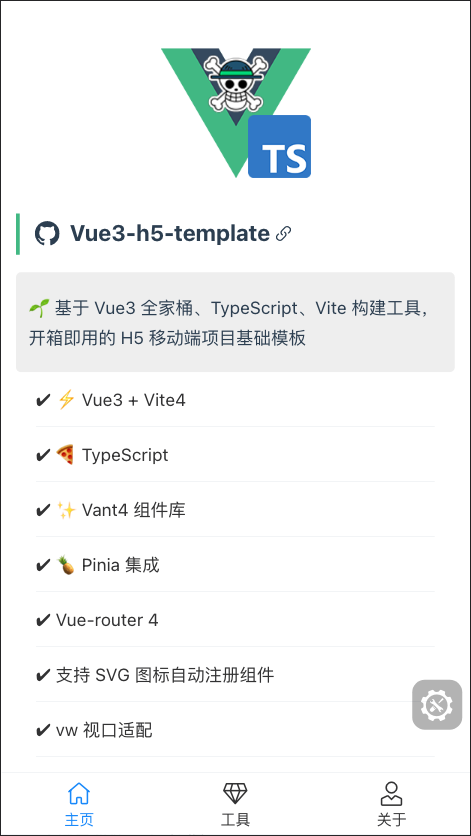 TS
Vue3-h5-template
🌱 基于 Vue3 全家桶、TypeScript、Vite 构建工具，
开箱即用的 H5 移动端项目基础模板
✔ ⚡ Vue3 + Vite4
✔ 🍕 TypeScript
✔ ✨ Vant4 组件库
✔ 🍍 Pinia 集成
✔ Vue-router 4
✔ 支持 SVG 图标自动注册组件
✔ vw 视口适配
主页
工具
关于